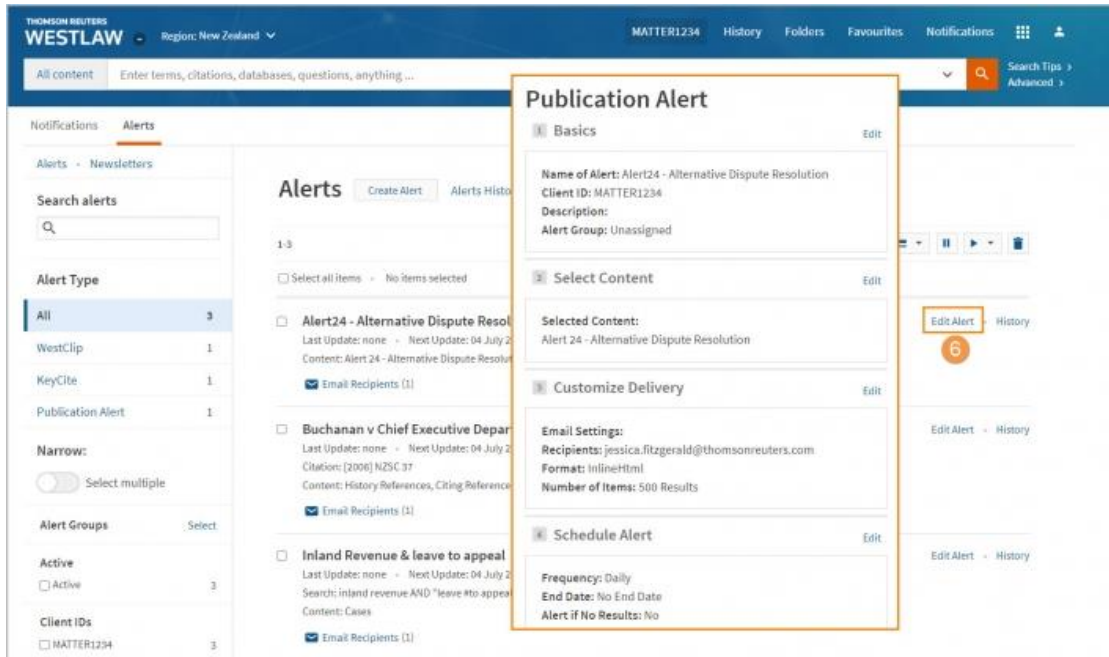 THOMSON REUTERS
WESTLAW
Region: New Zealand
MATTER1234
History
Folders
Favourites
Notifications
All content
Enter terms, citations, databases, questions, anything ...
Search Tips
Advanced
Notifications
Alerts
Alerts - Newsletters
Search alerts
Alert Type
All 3
WestClip 1
KeyCite 1
Publication Alert 1
Narrow:
Select multiple
Alert Groups Select
Active
Active 3
Client IDs
MATTER1234 3
Alerts Create Alert Alerts Histo
1-3
Select all items - No items selected
Alert24 - Alternative Dispute Resol
Last Update: none - Next Update: 04 July 2
Content: Alert 24 - Alternative Dispute Resolut
Email Recipients (1)
Edit Alert - History
6
Buchanan v Chief Executive Depar
Last Update: none - Next Update: 04 July 2
Citation: [2006] NZSC 37
Content: History References, Citing Reference
Email Recipients (1)
Edit Alert - History
Inland Revenue & leave to appeal
Last Update: none - Next Update: 04 July 2
Search: inland revenue AND "leave #to appeal
Content: Cases
Email Recipients (1)
Edit Alert - History
Publication Alert
1 Basics Edit
Name of Alert: Alert24 - Alternative Dispute Resolution
Client ID: MATTER1234
Description:
Alert Group: Unassigned
2 Select Content Edit
Selected Content:
Alert 24 - Alternative Dispute Resolution
3 Customize Delivery Edit
Email Settings:
Recipients: jessica.fitzgerald@thomsonreuters.com
Format: InlineHtml
Number of Items: 500 Results
4 Schedule Alert Edit
Frequency: Daily
End Date: No End Date
Alert if No Results: No